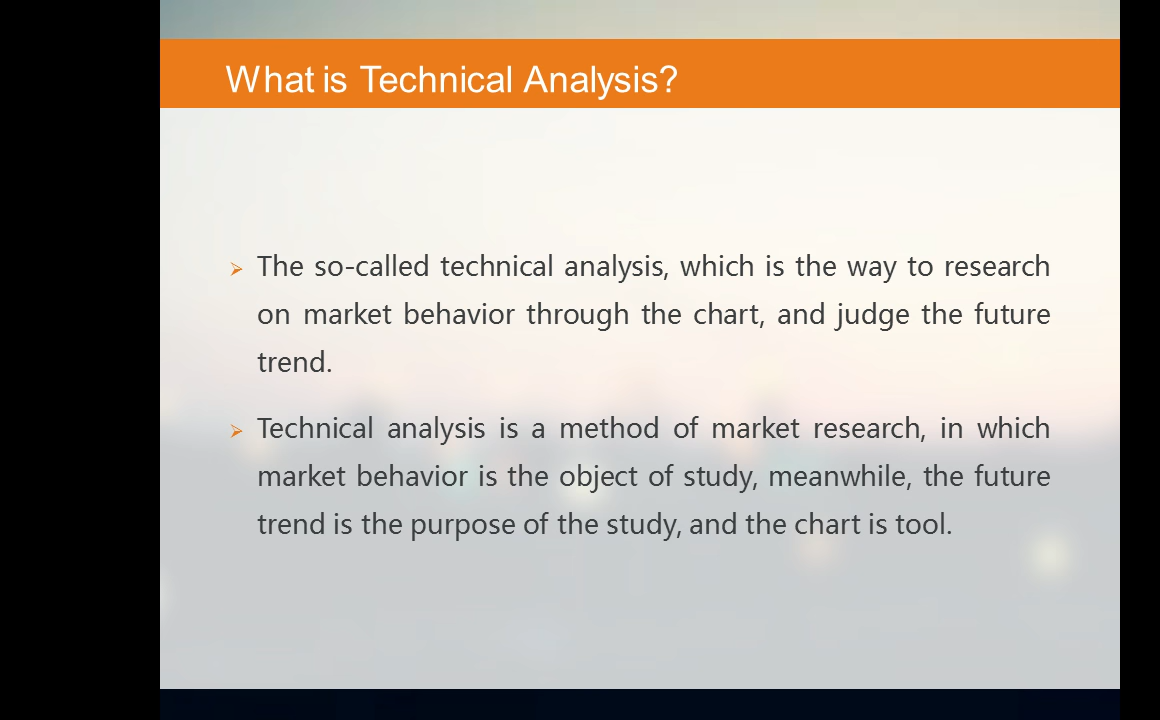 What is Technical Analysis?
The so-called technical analysis, which is the way to research
on market behavior through the chart, and judge the future
trend.
Technical analysis is a method of market research, in which
market behavior is the object of study, meanwhile, the future
trend is the purpose of the study, and the chart is tool.